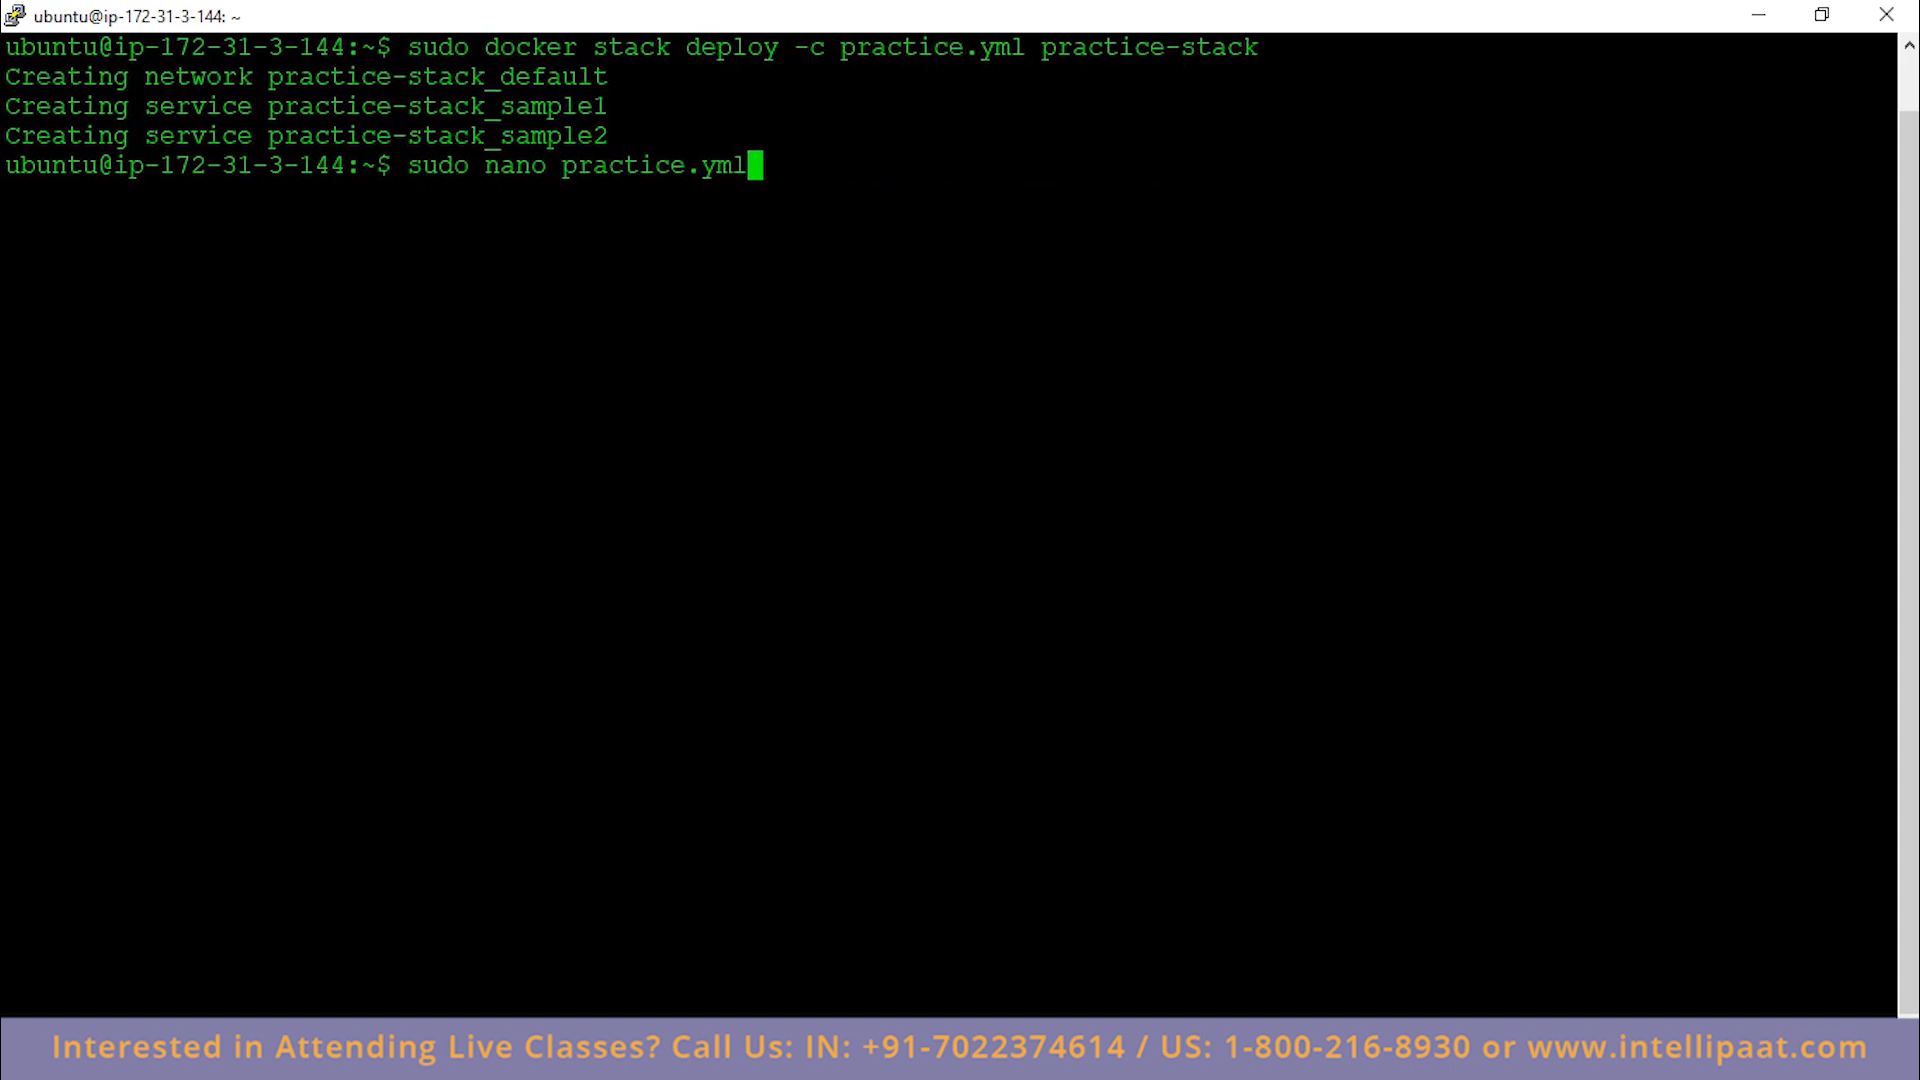 ubuntu@ip-172-31-3-144: ~
ubuntu@ip-172-31-3-144:~$ sudo docker stack deploy -c practice.yml practice-stack
Creating network practice-stack_default
Creating service practice-stack_sample1
Creating service practice-stack_sample2
ubuntu@ip-172-31-3-144:~$ sudo nano practice.yml
Interested in Attending Live Classes? Call Us: IN: +91-7022374614 / US: 1-800-216-8930 or www.intellipaat.com